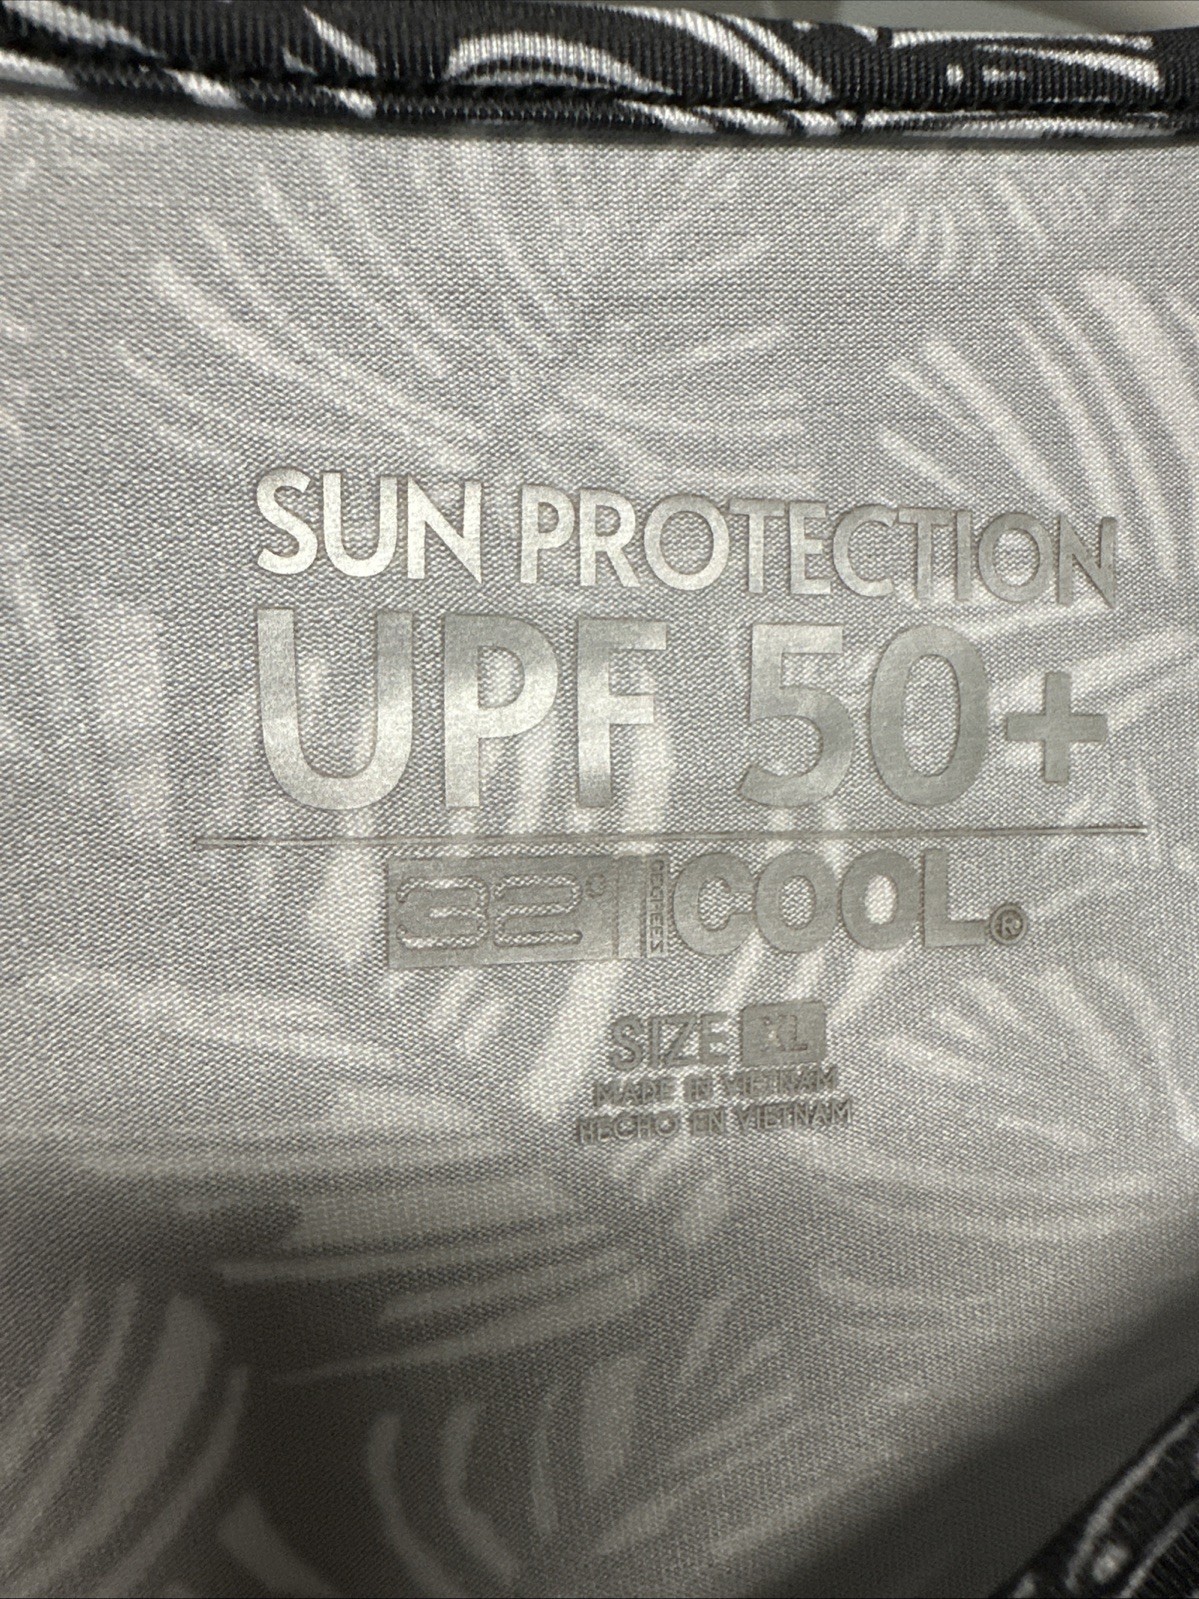 SUN PROTECTION
UPF 50+
32° DEGREES COOL®
SIZE XL
MADE IN VIETNAM
HECHO EN VIETNAM